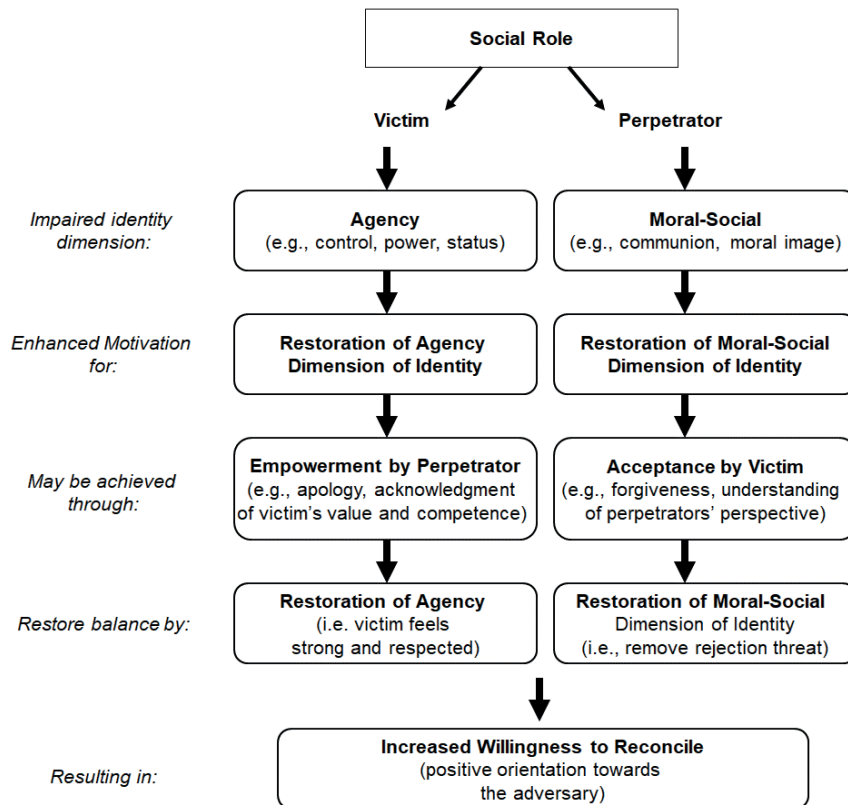 Social Role
Victim
Perpetrator
Impaired identity
dimension:
Agency
(e.g., control, power, status)
Moral-Social
(e.g., communion, moral image)
Enhanced Motivation
for:
Restoration of Agency
Dimension of Identity
Restoration of Moral-Social
Dimension of Identity
May be achieved
through:
Empowerment by Perpetrator
(e.g., apology, acknowledgment
of victim's value and competence)
Acceptance by Victim
(e.g., forgiveness, understanding
of perpetrators' perspective)
Restore balance by:
Restoration of Agency
(i.e. victim feels
strong and respected)
Restoration of Moral-Social
Dimension of Identity
(i.e., remove rejection threat)
Resulting in:
Increased Willingness to Reconcile
(positive orientation towards
the adversary)